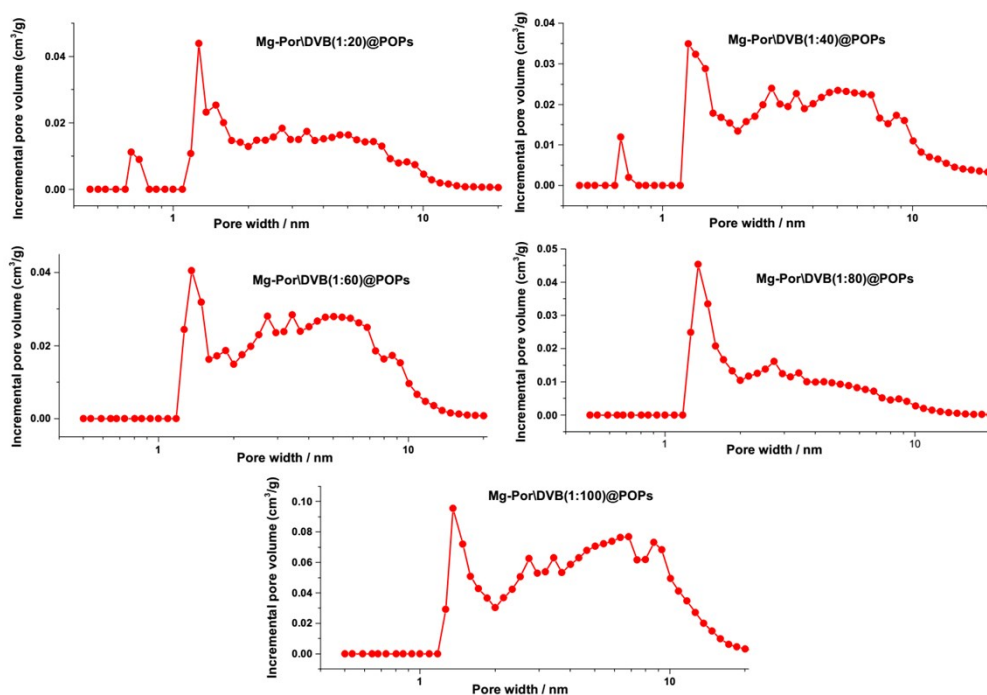 Mg-Por\DVB(1:20)@POPs
Incremental pore volume (cm³/g)
0.04
0.02
0.00
1
10
Pore width / nm
Mg-Por\DVB(1:40)@POPs
Incremental pore volume (cm³/g)
0.04
0.03
0.02
0.01
0.00
1
10
Pore width / nm
Mg-Por\DVB(1:60)@POPs
Incremental pore volume (cm³/g)
0.04
0.02
0.00
1
10
Pore width / nm
Mg-Por\DVB(1:80)@POPs
Incremental pore volume (cm³/g)
0.05
0.04
0.03
0.02
0.01
0.00
1
10
Pore width / nm
Mg-Por\DVB(1:100)@POPs
Incremental pore volume (cm³/g)
0.10
0.08
0.06
0.04
0.02
0.00
1
10
Pore width / nm